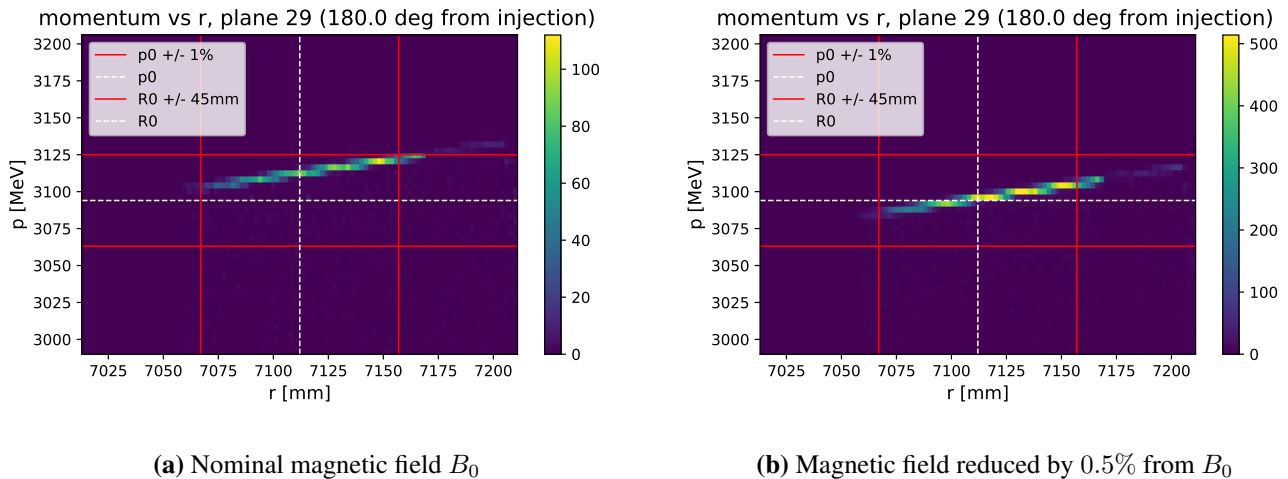 momentum vs r, plane 29 (180.0 deg from injection)
p0 +/- 1%
p0
R0 +/- 45mm
R0
3200
3175
3150
3125
3100
3075
3050
3025
3000
p [MeV]
7025 7050 7075 7100 7125 7150 7175 7200
r [mm]
100
80
60
40
20
0
(a) Nominal magnetic field B0
momentum vs r, plane 29 (180.0 deg from injection)
p0 +/- 1%
p0
R0 +/- 45mm
R0
3200
3175
3150
3125
3100
3075
3050
3025
3000
p [MeV]
7025 7050 7075 7100 7125 7150 7175 7200
r [mm]
500
400
300
200
100
0
(b) Magnetic field reduced by 0.5% from B0